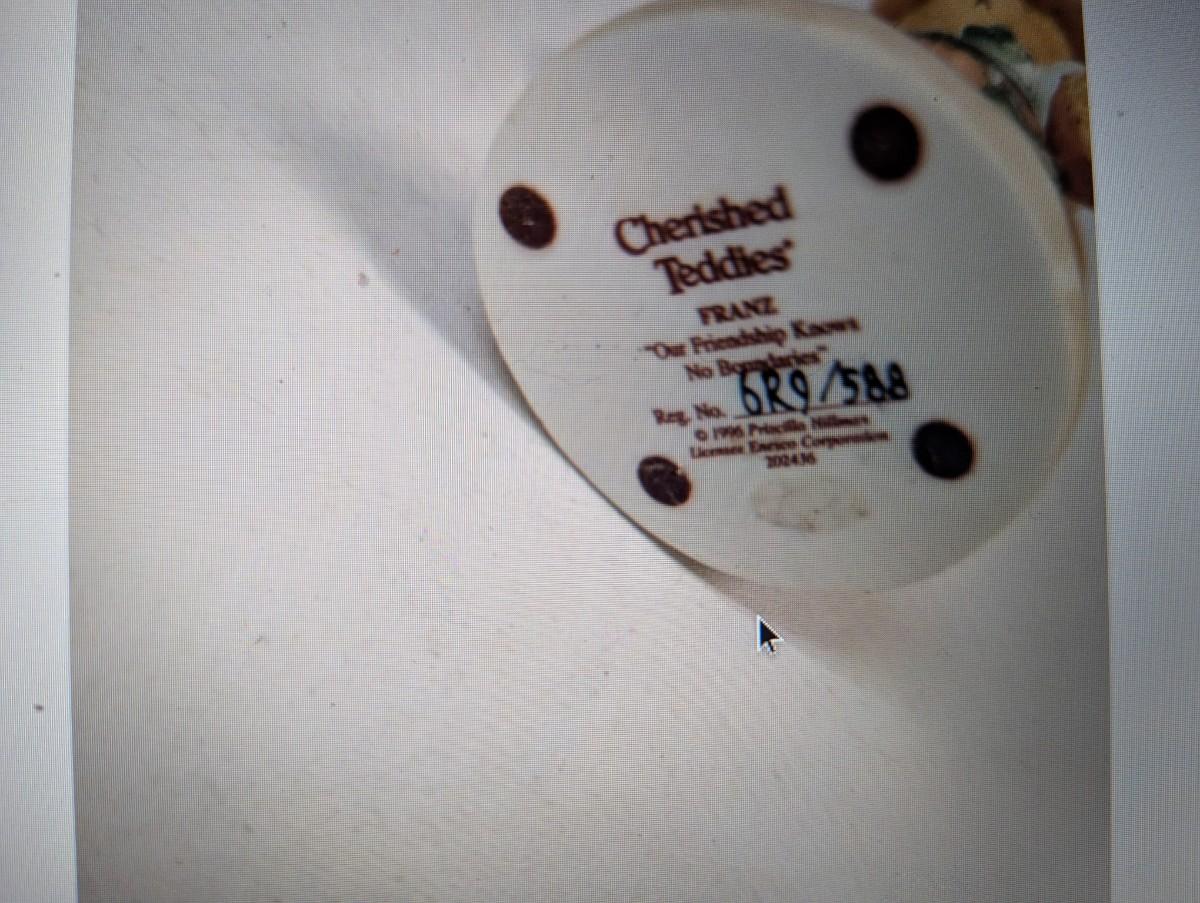 Cherished
Teddies®
FRANZ
"Our Friendship Knows
No Boundaries"
Reg. No. 6R9/588
© 1996 Priscilla Hillman
Licensee Enesco Corporation
202436